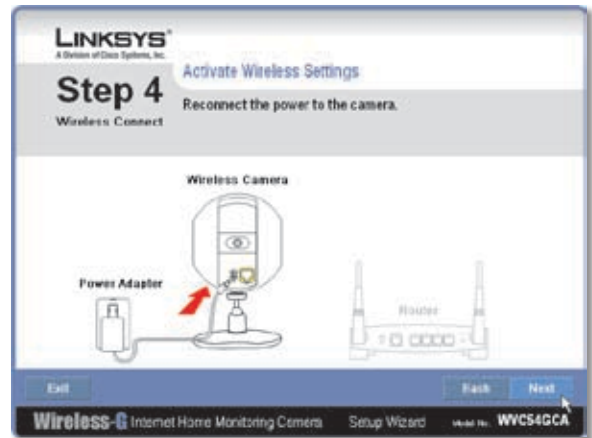 LINKSYS®
A Division of Cisco Systems, Inc.
Step 4
Wireless Connect
Activate Wireless Settings
Reconnect the power to the camera.
Wireless Camera
Power Adapter
Router
Exit
Back
Next
Wireless-G Internet Home Monitoring Camera
Setup Wizard
Model No. WVC54GCA